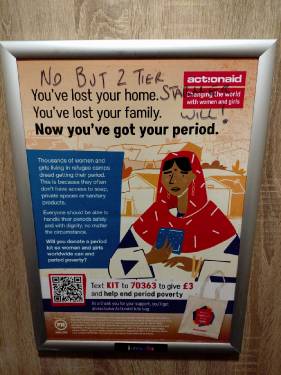 NO BUT 2 TIER
act:onaid
Changing the world
with women and girls
You've lost your home.
WILL!
You've lost your family.
Now you've got your period.
Thousands of women and
girls living in refugee camps
dread getting their period.
This is because they often
don't have access to soap,
private spaces or sanitary
products.
Everyone should be able to
handle their periods safely
and with dignity, no matter
the circumstance.
Will you donate a period
kit so women and girls
worldwide can end
period poverty?
Text KIT to 70363 to give £3
and help end period poverty